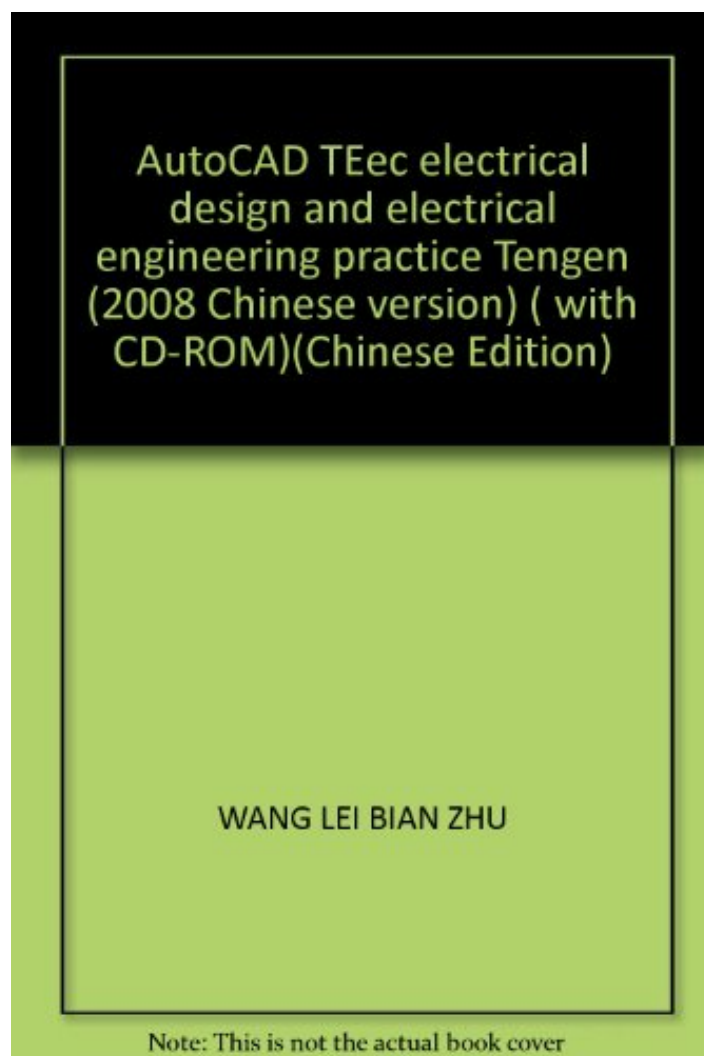 AutoCAD TEec electrical
design and electrical
engineering practice Tengen
(2008 Chinese version) ( with
CD-ROM)(Chinese Edition)
WANG LEI BIAN ZHU
Note: This is not the actual book cover